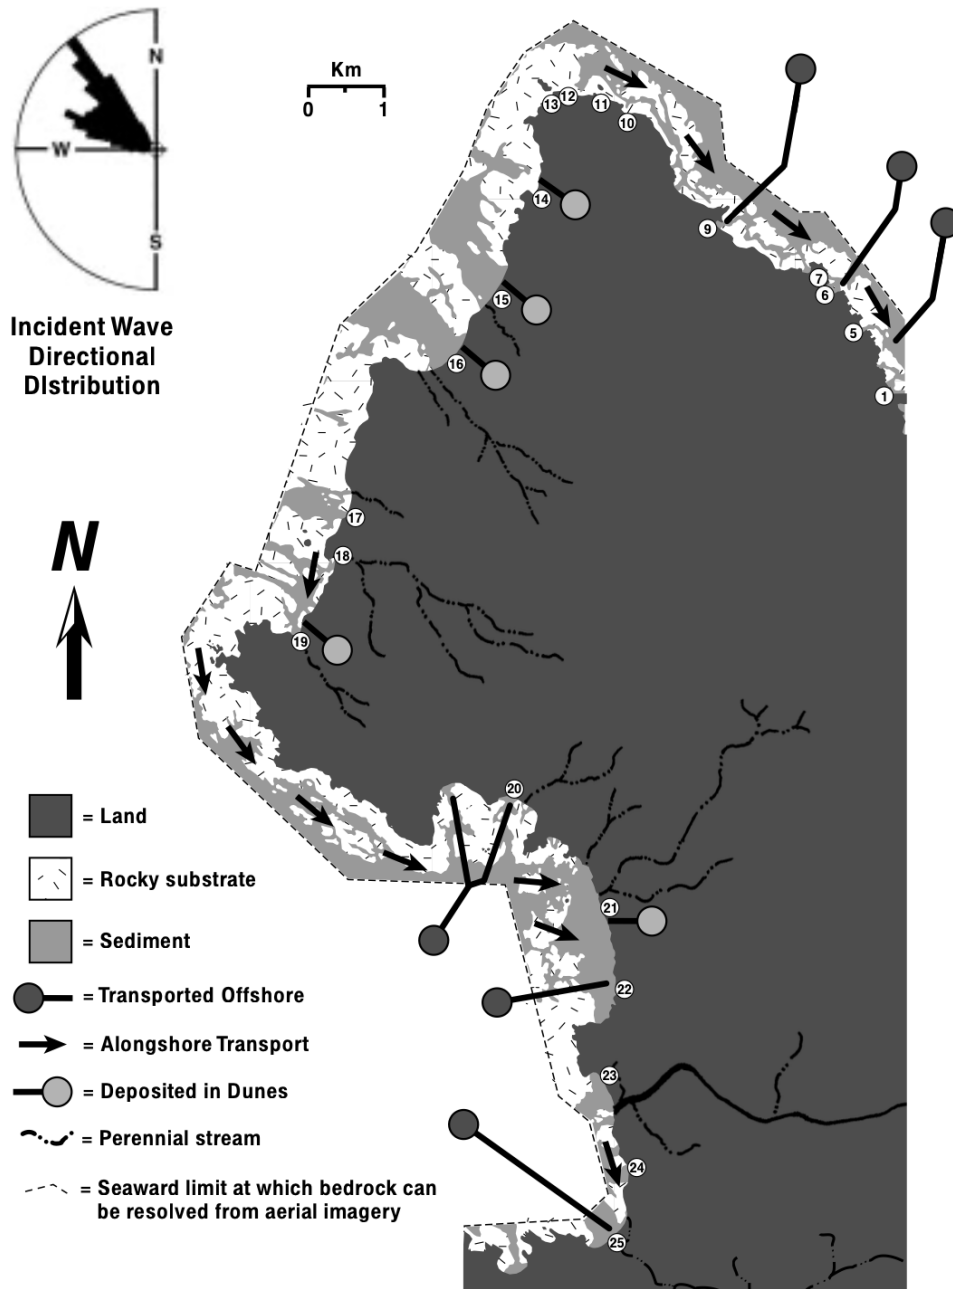 N
W
S
Incident Wave
Directional
DIstribution
Km
0 1
N
13
12
11
10
14
9
15
7
6
5
16
1
17
18
19
20
21
22
23
24
25
= Land
= Rocky substrate
= Sediment
= Transported Offshore
= Alongshore Transport
= Deposited in Dunes
= Perennial stream
= Seaward limit at which bedrock can
be resolved from aerial imagery